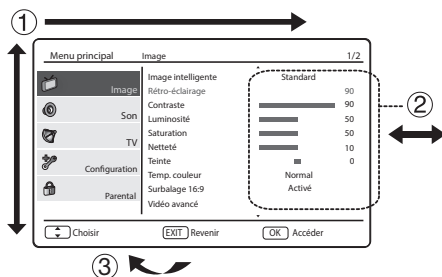 ①
Menu principal Image 1/2
Image
Son
TV
Configuration
Parental
Image intelligente Standard
Rétro-éclairage 90
Contraste 90
Luminosité 50
Saturation 50
Netteté 10
Teinte 0
Temp. couleur Normal
Surbalage 16:9 Activé
Vidéo avancé
②
Choisir EXIT Revenir OK Accéder
③